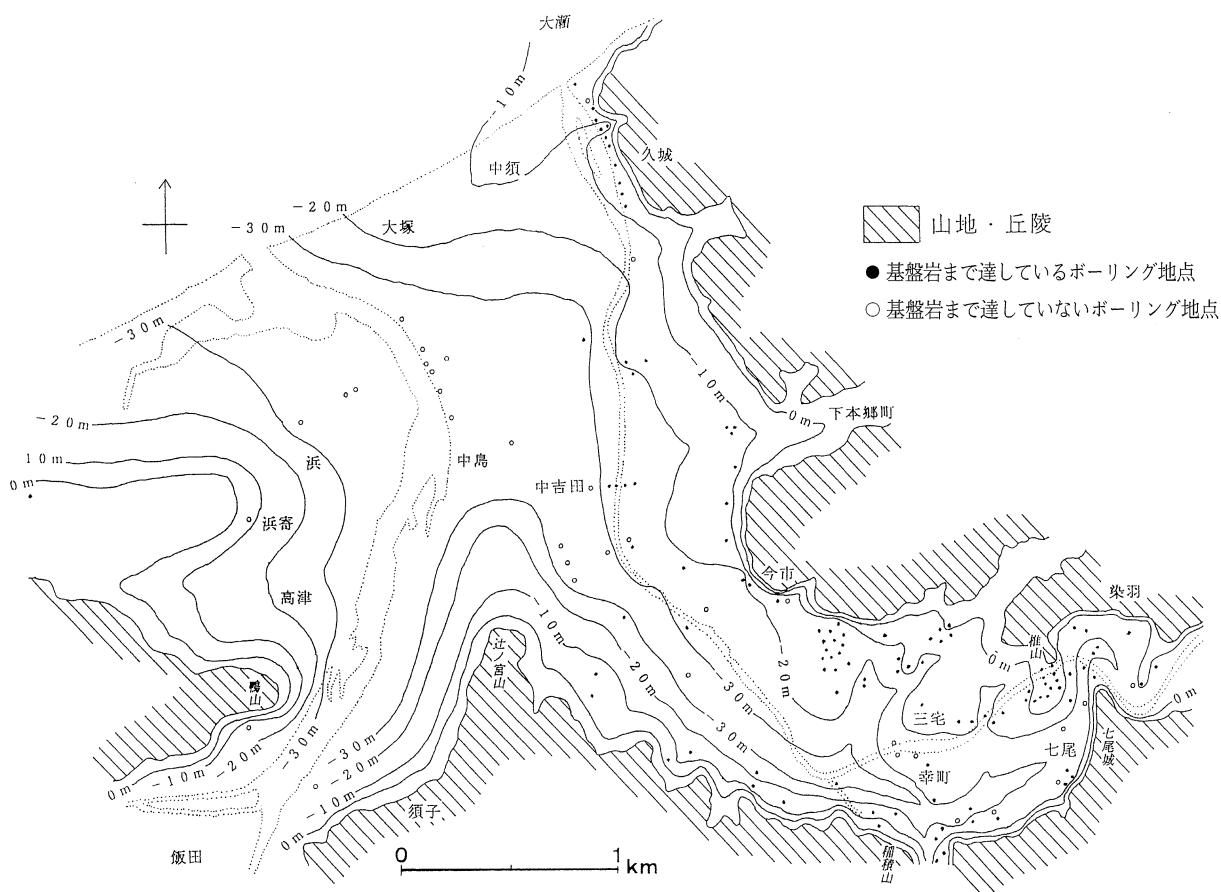 大瀬
-10m
中須
久城
-20m
-30m
大塚
山地・丘陵
● 基盤岩まで達しているボーリング地点
○ 基盤岩まで達していないボーリング地点
-30m
-10m
-20m
0m
下本郷町
10m
0m
浜
中島
中吉田
浜寄
今市
染羽
高津
-10m
辻ノ宮山
-20m
0m
椎山
鴨山
-20m
-30m
0m
三宅
七尾
七尾城
-30m
-30m
-20m
-10m
0m
-30m
-20m
-10m
0m
幸町
須子
稲積山
飯田
0
1
km